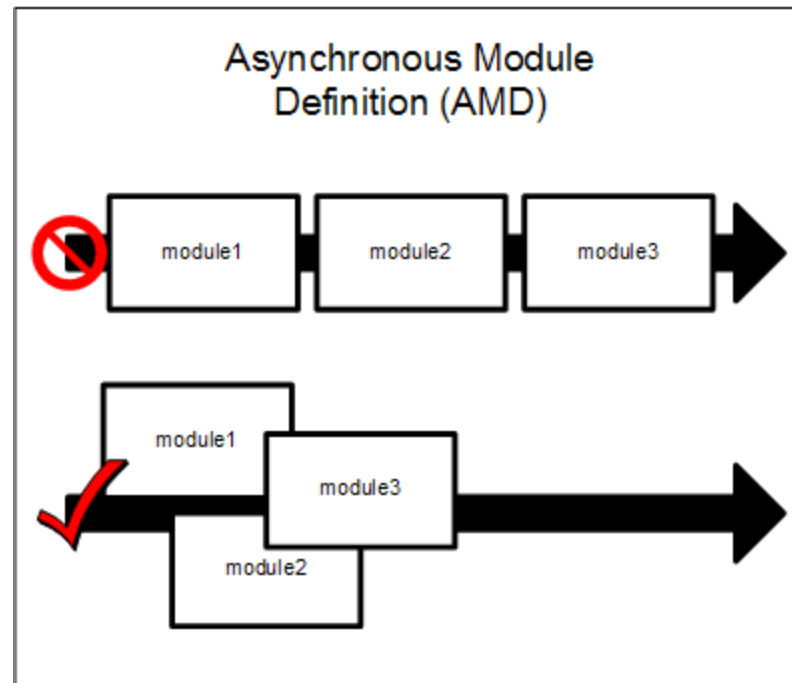 Asynchronous Module
Definition (AMD)
module1
module2
module3
module1
module3
module2